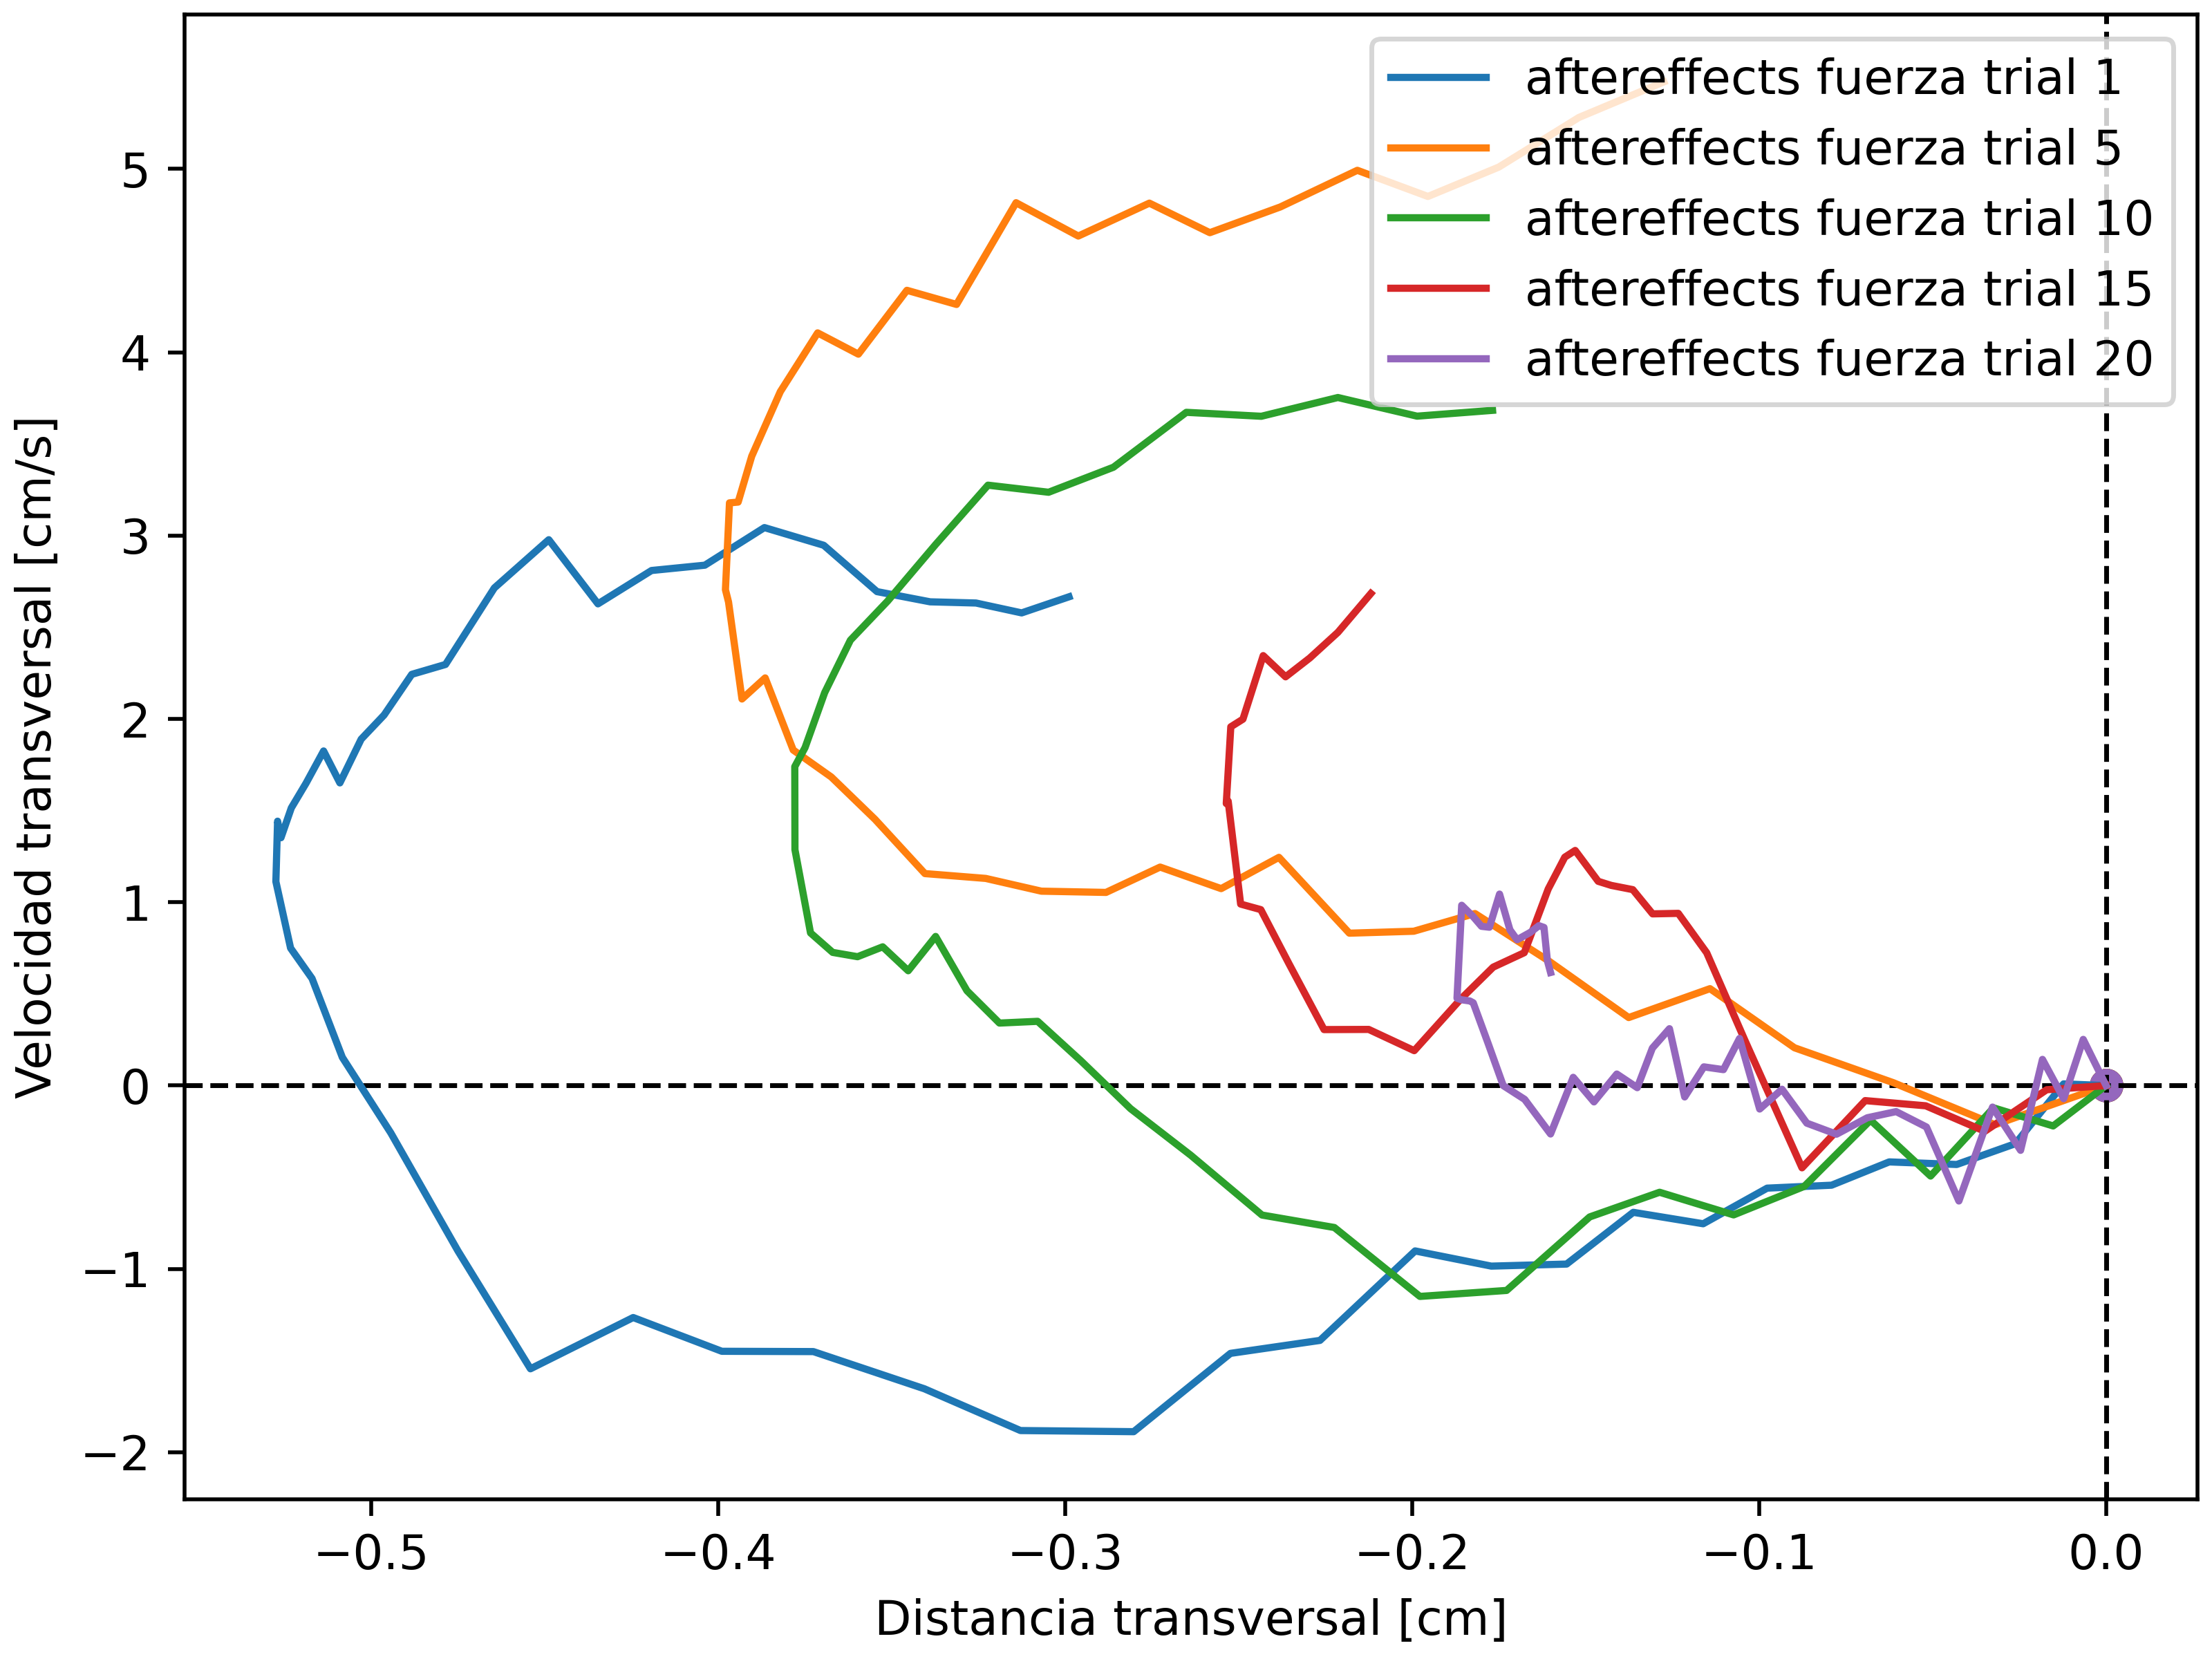 aftereffects fuerza trial 1
aftereffects fuerza trial 5
aftereffects fuerza trial 10
aftereffects fuerza trial 15
aftereffects fuerza trial 20
Velocidad transversal [cm/s]
5
4
3
2
1
0
−1
−2
−0.5 −0.4 −0.3 −0.2 −0.1 0.0
Distancia transversal [cm]